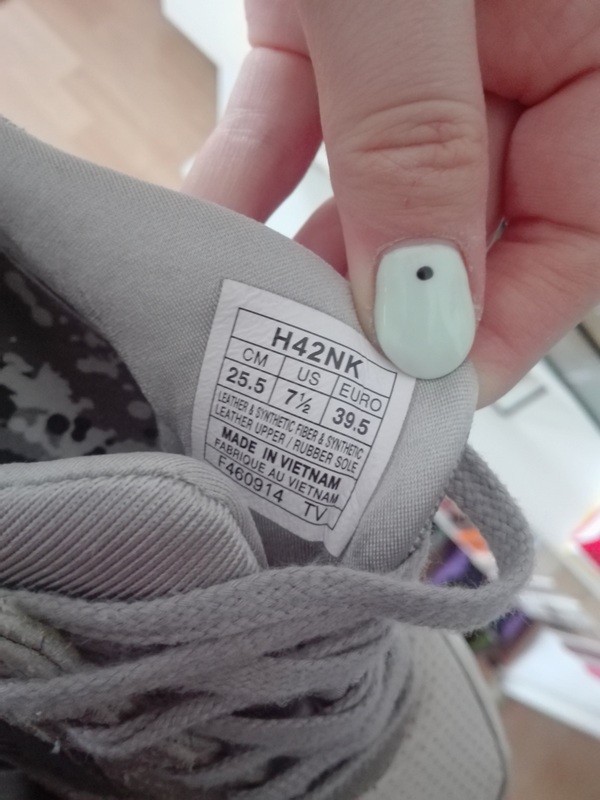 H42NK
CM US EURO
25.5 7½ 39.5
LEATHER & SYNTHETIC FIBER & SYNTHETIC
LEATHER UPPER / RUBBER SOLE
MADE IN VIETNAM
FABRIQUE AU VIETNAM
F460914 TV